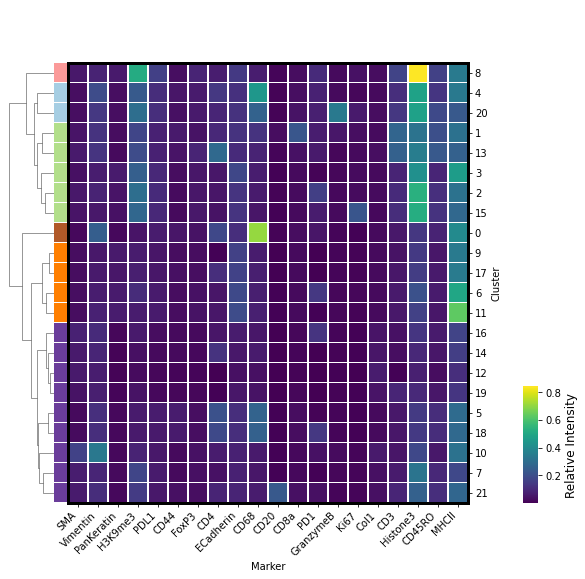 8
4
20
1
13
3
2
15
0
9
17
6
11
16
14
12
19
5
18
10
7
21
Cluster
SMA
Vimentin
PanKeratin
H3K9me3
PDL1
CD44
FoxP3
CD4
ECadherin
CD68
CD20
CD8a
PD1
GranzymeB
Ki67
Col1
CD3
Histone3
CD45RO
MHCII
Marker
0.8
0.6
0.4
0.2
Relative Intensity